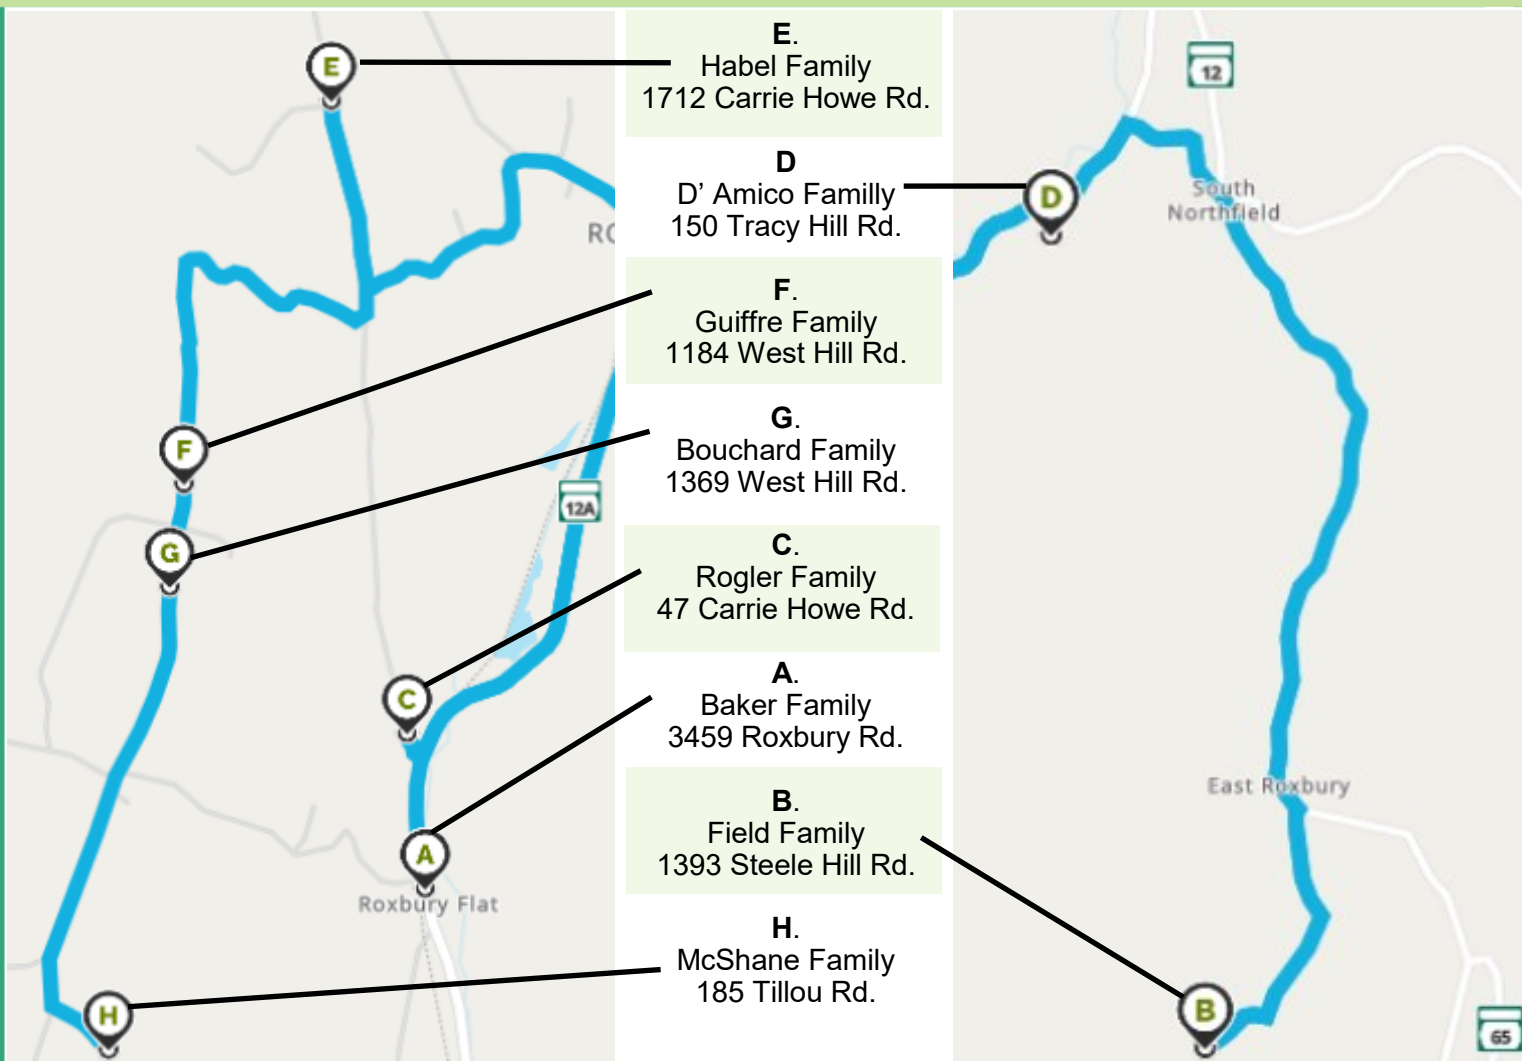 E
RO
F
G
12A
C
A
Roxbury Flat
H
E.
Habel Family
1712 Carrie Howe Rd.
D
D' Amico Familly
150 Tracy Hill Rd.
F.
Guiffre Family
1184 West Hill Rd.
G.
Bouchard Family
1369 West Hill Rd.
C.
Rogler Family
47 Carrie Howe Rd.
A.
Baker Family
3459 Roxbury Rd.
B.
Field Family
1393 Steele Hill Rd.
H.
McShane Family
185 Tillou Rd.
12
D
South
Northfield
East Roxbury
B
65